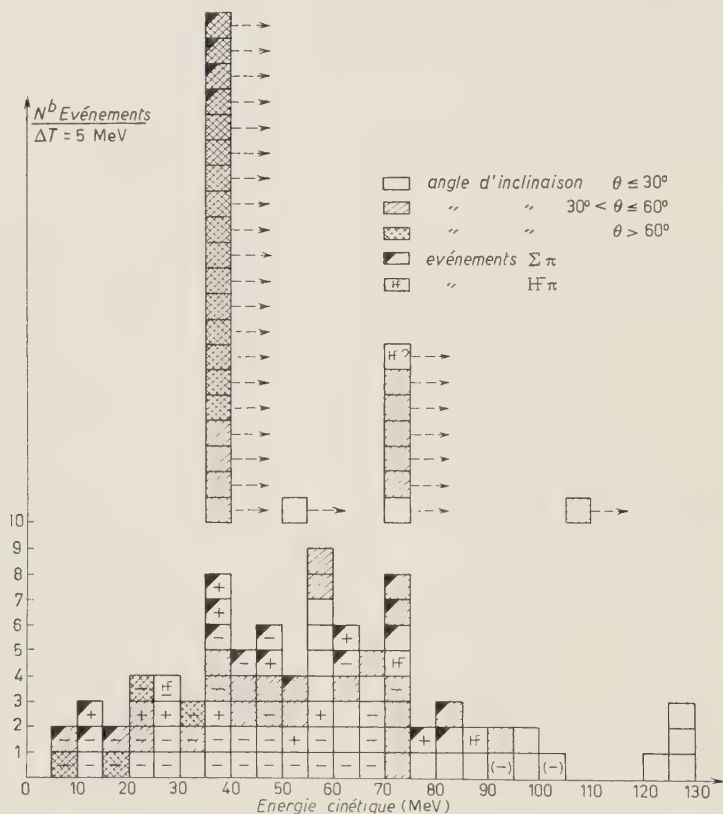 N^b Evénements
ΔT = 5 MeV
angle d'inclinaison θ ≤ 30°
" " 30° < θ ≤ 60°
" " θ > 60°
evénements Σ π
HF " HF π
HF?
10
9
8
7
6
5
4
3
2
1
+
+
- - +
- - + - HF
- HF -
+ - + + - - + -
- - - - - - - + - - + HF
- - - - - - - - - - - (-) (-)
0 10 20 30 40 50 60 70 80 90 100 110 120 130
Energie cinétique (MeV)